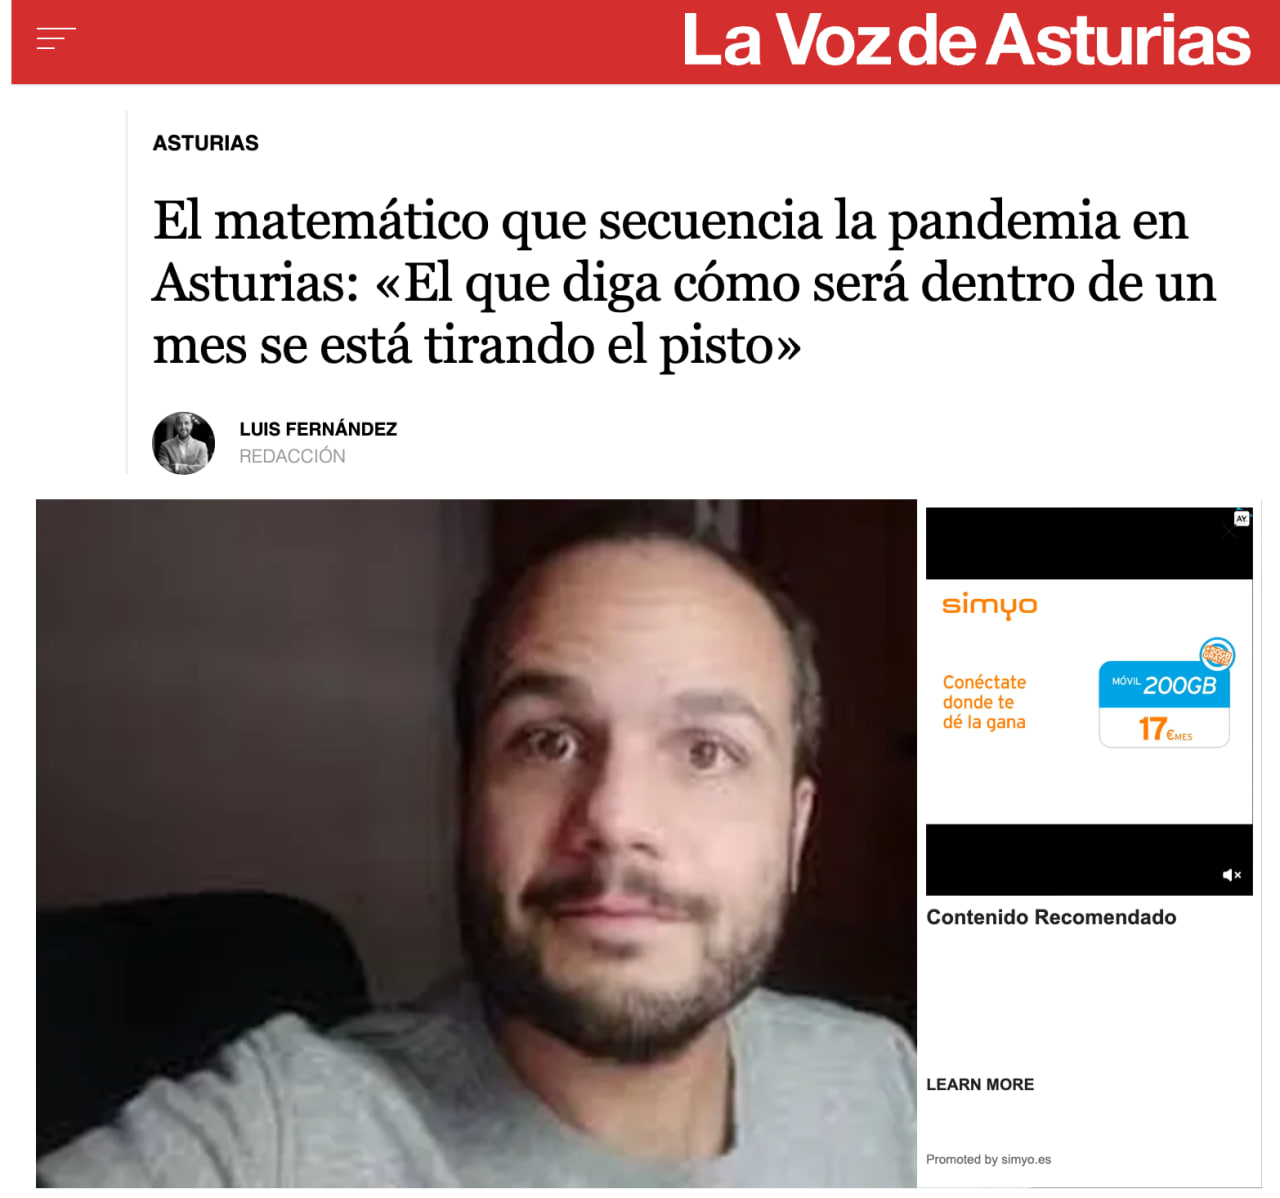 La Voz de Asturias
ASTURIAS
El matemático que secuencia la pandemia en
Asturias: «El que diga cómo será dentro de un
mes se está tirando el pisto»
LUIS FERNÁNDEZ
REDACCIÓN
AY
simyo
Conéctate
donde te
dé la gana
+50GB
GRATIS
MÓVIL 200GB
17€MES
Contenido Recomendado
LEARN MORE
Promoted by simyo.es